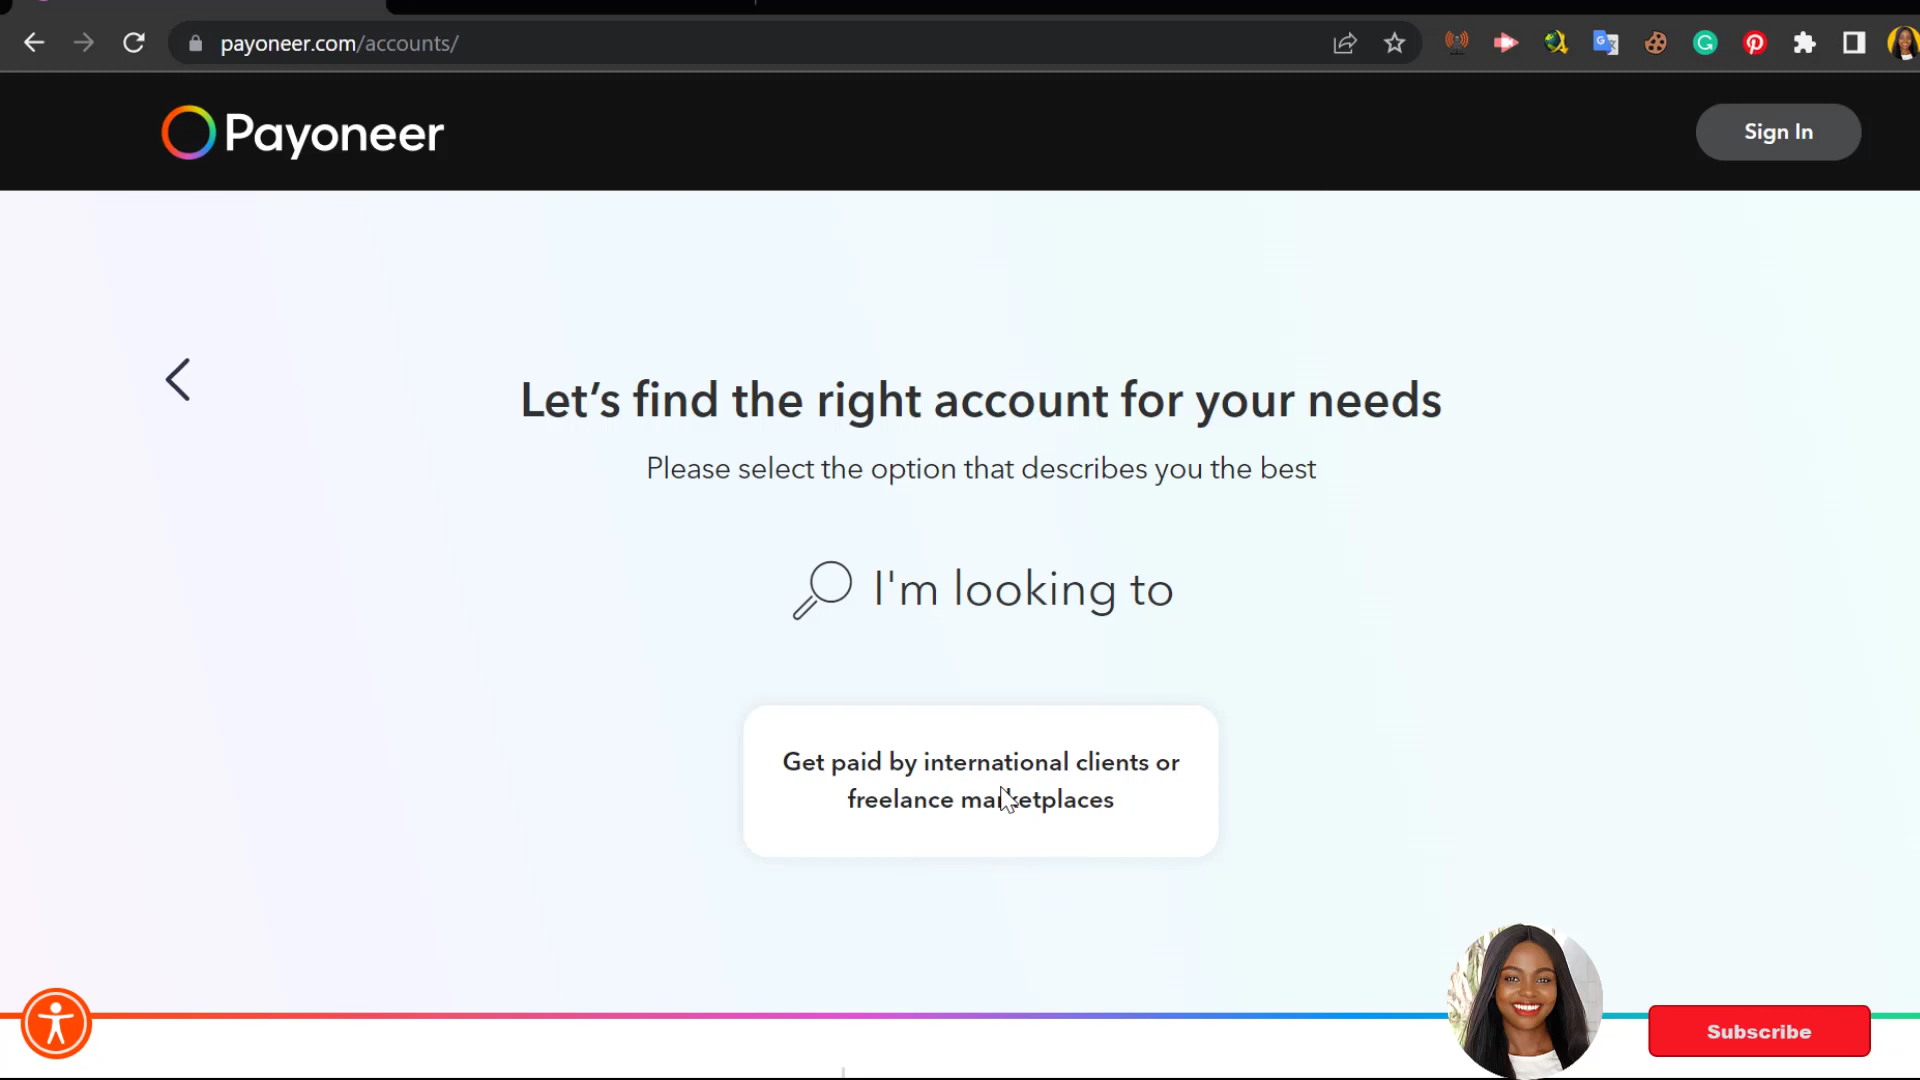 payoneer.com/accounts/
Payoneer
Sign In
Let’s find the right account for your needs
Please select the option that describes you the best
I'm looking to
Get paid by international clients or
freelance marketplaces
Subscribe